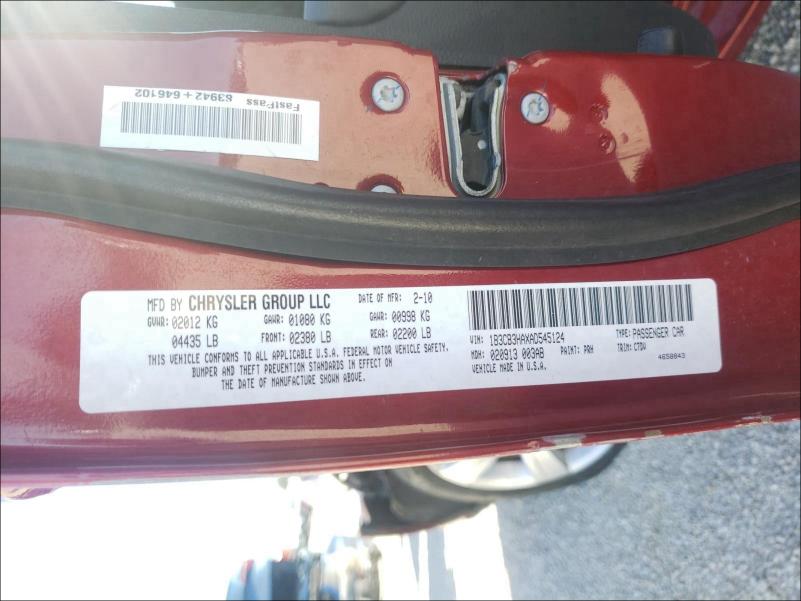 FastPass
63942+646102
MFD BY CHRYSLER GROUP LLC DATE OF MFR: 2-10
GVWR: 02012 KG GAWR: 01080 KG GAWR: 00998 KG
04435 LB FRONT: 02380 LB REAR: 02200 LB
THIS VEHICLE CONFORMS TO ALL APPLICABLE U.S.A. FEDERAL MOTOR VEHICLE SAFETY,
BUMPER AND THEFT PREVENTION STANDARDS IN EFFECT ON
THE DATE OF MANUFACTURE SHOWN ABOVE.
VIN: 1B3CB3HAXAD545124 TYPE: PASSENGER CAR
MDH: 020913 003AB PAINT: PRH TRIM: CTDV
VEHICLE MADE IN U.S.A. 4658843